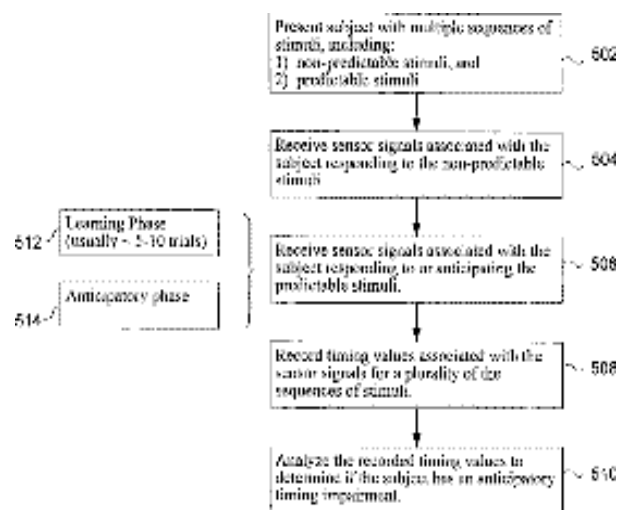 Present subject with multiple sequences of
stimuli, including:
1) non-predictable stimuli, and
2) predictable stimuli
502
Receive sensor signals associated with the
subject responding to the non-predictable
stimuli
504
Learning Phase
(usually ~ 5-10 trials)
512
Anticipatory phase
514
Receive sensor signals associated with the
subject responding to or anticipating the
predictable stimuli.
Record timing values associated with the
sensor signals for a plurality of the
sequences of stimuli.
508
Analyze the recorded timing values to
determine if the subject has an anticipatory
timing impairment.
510